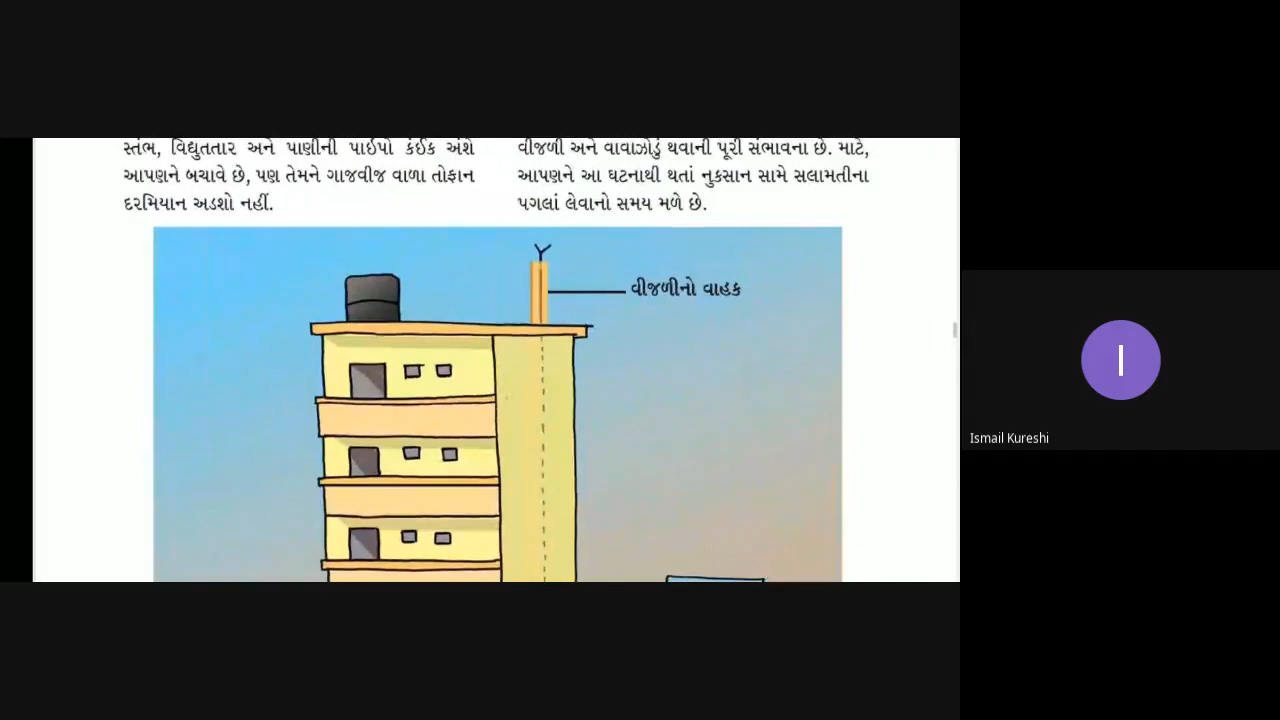 સ્તંભ, વિદ્યુતતાર અને પાણીની પાઈપો કંઈક અંશે
આપણને બચાવે છે, પણ તેમને ગાજવીજ વાળા તોફાન
દરમિયાન અડશો નહીં.
વીજળી અને વાવાઝોડું થવાની પૂરી સંભાવના છે. માટે,
આપણને આ ઘટનાથી થતાં નુકસાન સામે સલામતીના
પગલાં લેવાનો સમય મળે છે.
વીજળીનો વાહક
I
Ismail Kureshi